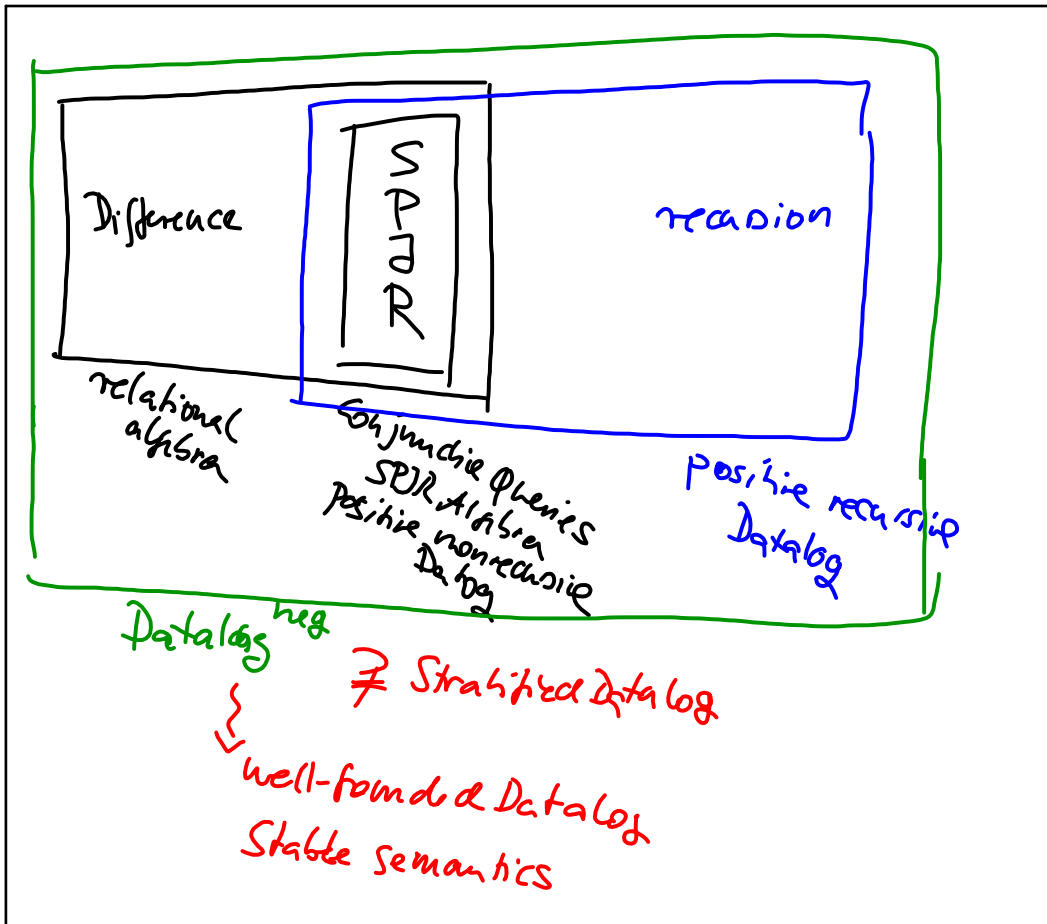 Difference
S
P
J
R
recursion
relational
algebra
Conjunctive Queries
SPJR Algebra
Positive nonrecursive
Datalog
positive recursive
Datalog
Datalog neg
⊋ Stratified Datalog
well-founded Datalog
Stable semantics